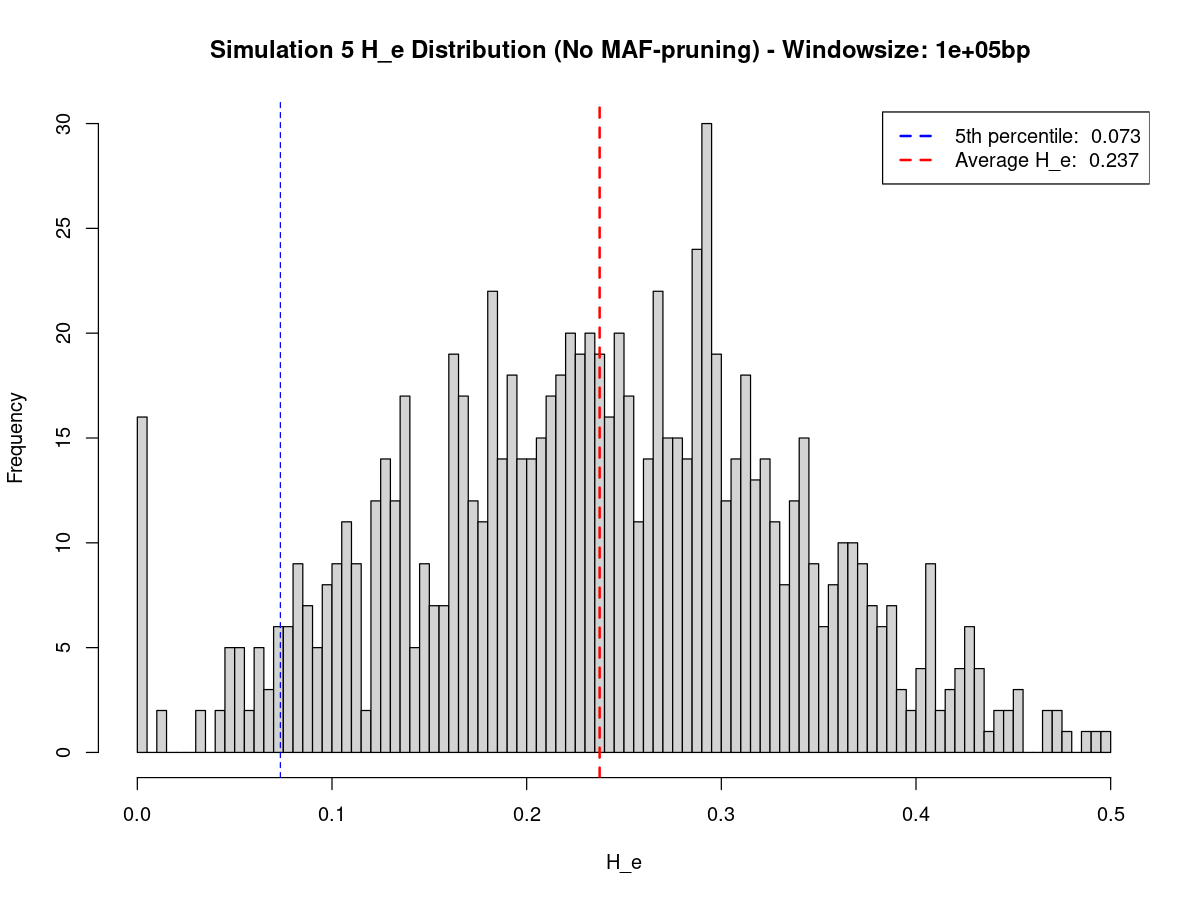 Simulation 5 H_e Distribution (No MAF-pruning) - Windowsize: 1e+05bp
5th percentile:  0.073
Average H_e:  0.237
Frequency
30
25
20
15
10
5
0
0.0 0.1 0.2 0.3 0.4 0.5
H_e